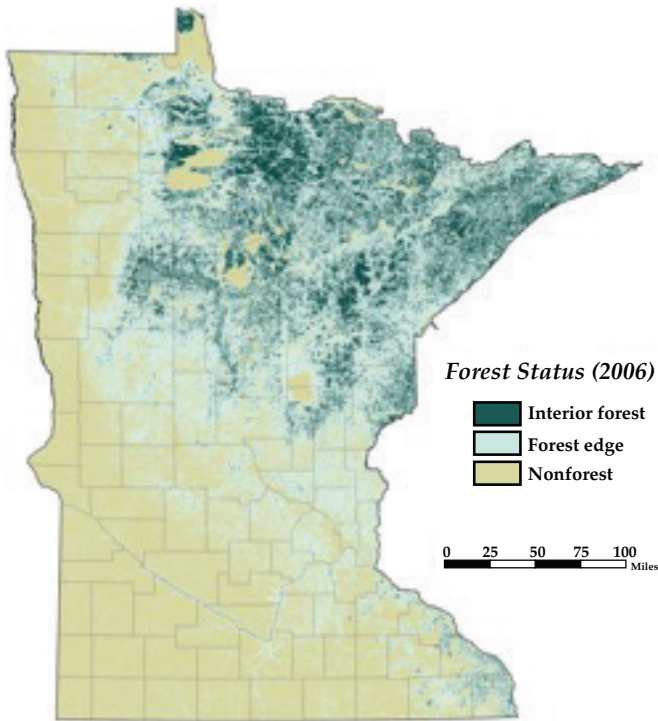 Forest Status (2006)
Interior forest
Forest edge
Nonforest
0 25 50 75 100
Miles